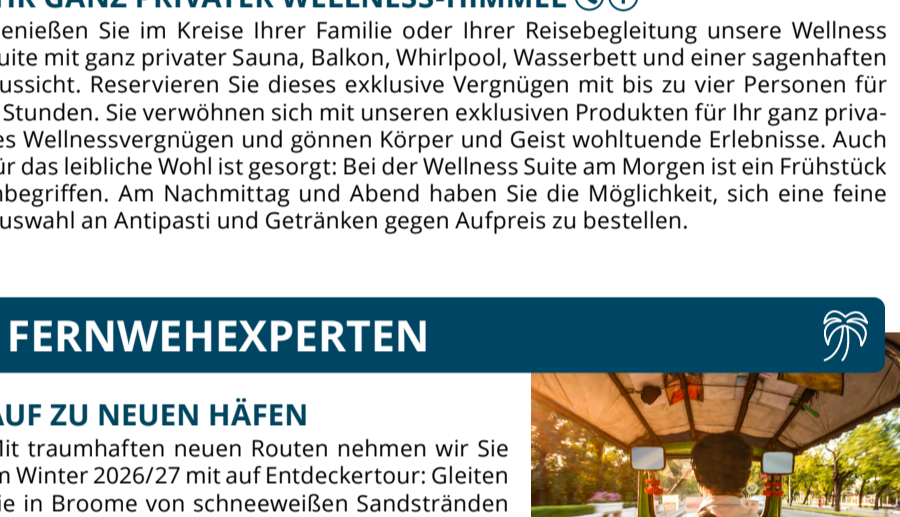 GANZ PRIVATER WELLNESS-HIMMEL
enießen Sie im Kreise Ihrer Familie oder Ihrer Reisebegleitung unsere Wellness
uite mit ganz privater Sauna, Balkon, Whirlpool, Wasserbett und einer sagenhaften
ussicht. Reservieren Sie dieses exklusive Vergnügen mit bis zu vier Personen für
Stunden. Sie verwöhnen sich mit unseren exklusiven Produkten für Ihr ganz priva-
es Wellnessvergnügen und gönnen Körper und Geist wohltuende Erlebnisse. Auch
ür das leibliche Wohl ist gesorgt: Bei der Wellness Suite am Morgen ist ein Frühstück
nbegriffen. Am Nachmittag und Abend haben Sie die Möglichkeit, sich eine feine
uswahl an Antipasti und Getränken gegen Aufpreis zu bestellen.
FERNWEHEXPERTEN
AUF ZU NEUEN HÄFEN
Mit traumhaften neuen Routen nehmen wir Sie
m Winter 2026/27 mit auf Entdeckertour: Gleiten
ie in Broome von schneeweißen Sandstränden